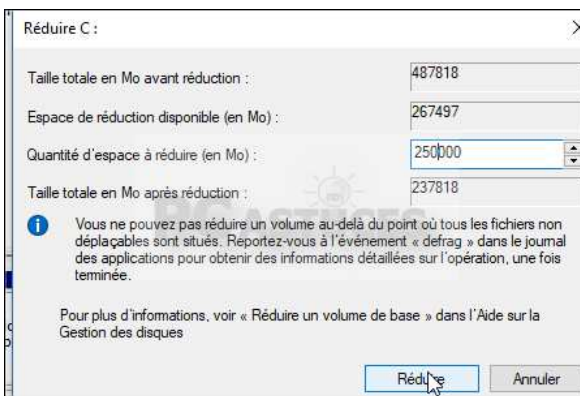 Réduire C :
Taille totale en Mo avant réduction : 487818
Espace de réduction disponible (en Mo) : 267497
Quantité d'espace à réduire (en Mo) : 250000
Taille totale en Mo après réduction : 237818
PC ASTUCES
Vous ne pouvez pas réduire un volume au-delà du point où tous les fichiers non
déplaçables sont situés. Reportez-vous à l'événement « defrag » dans le journal
des applications pour obtenir des informations détaillées sur l'opération, une fois
terminée.
Pour plus d'informations, voir « Réduire un volume de base » dans l'Aide sur la
Gestion des disques
Réduire Annuler